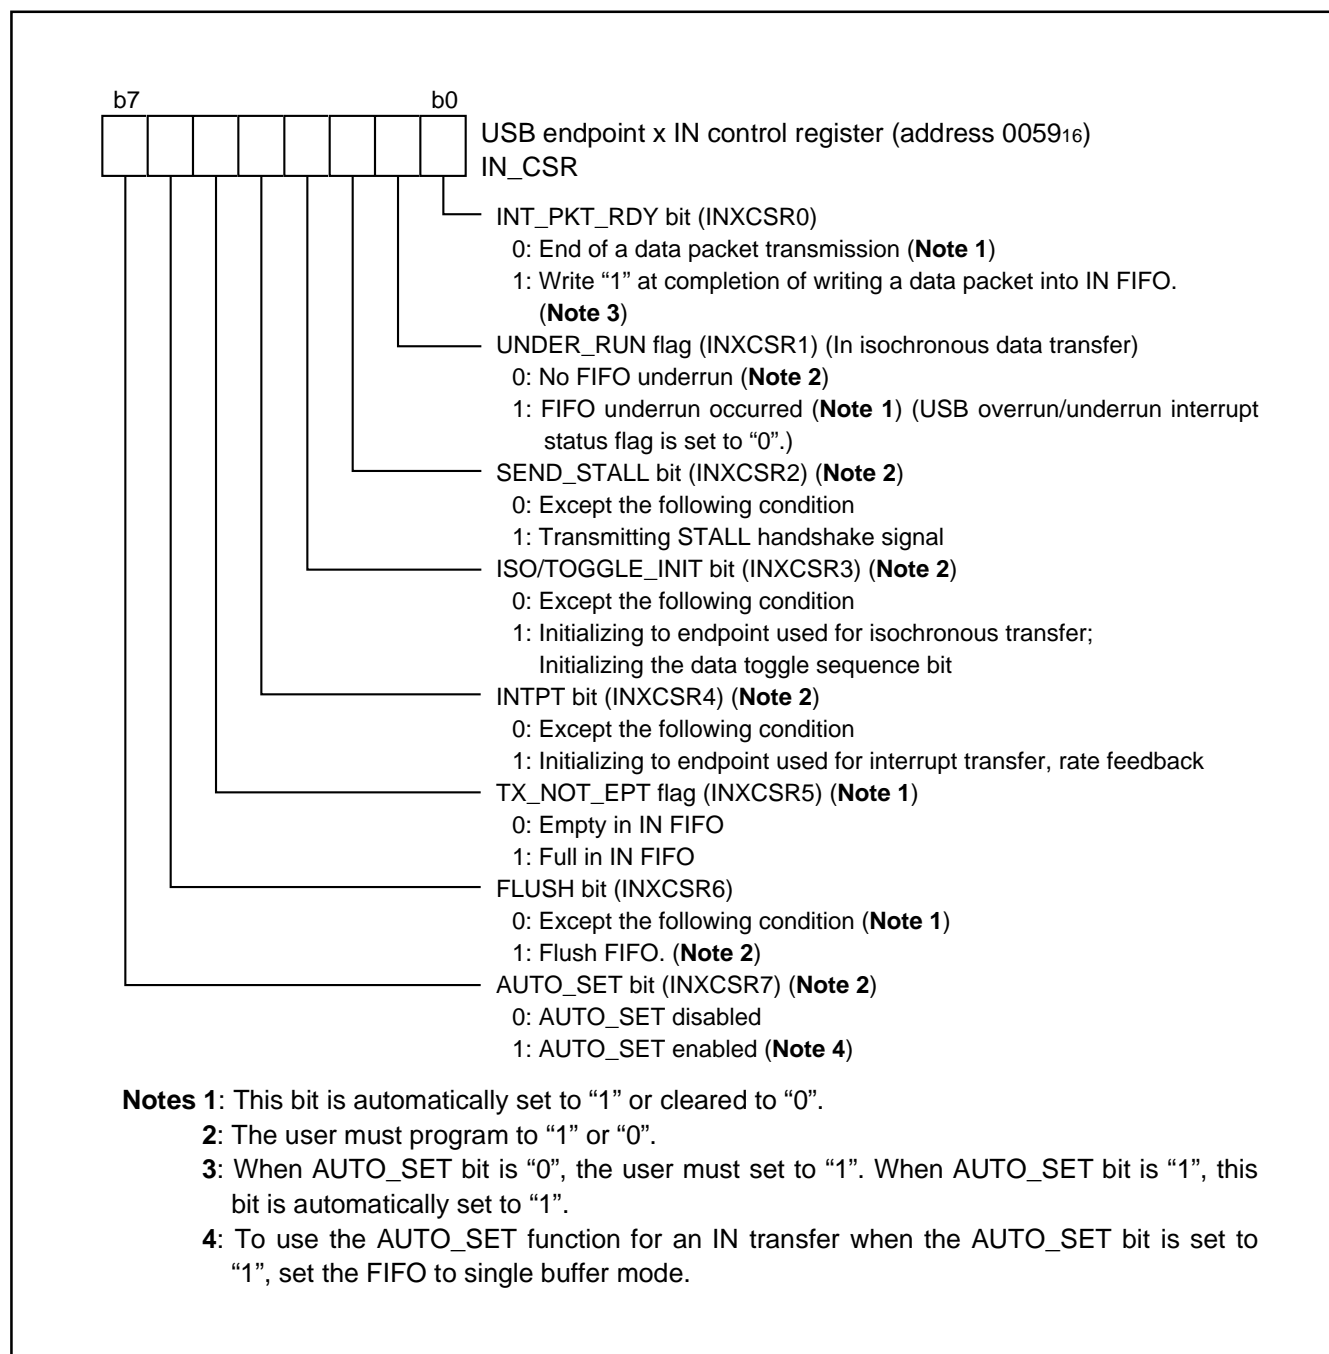 b7 b0
USB endpoint x IN control register (address 005916)
IN_CSR
INT_PKT_RDY bit (INXCSR0)
0: End of a data packet transmission (Note 1)
1: Write “1” at completion of writing a data packet into IN FIFO.
(Note 3)
UNDER_RUN flag (INXCSR1) (In isochronous data transfer)
0: No FIFO underrun (Note 2)
1: FIFO underrun occurred (Note 1) (USB overrun/underrun interrupt
status flag is set to “0”.)
SEND_STALL bit (INXCSR2) (Note 2)
0: Except the following condition
1: Transmitting STALL handshake signal
ISO/TOGGLE_INIT bit (INXCSR3) (Note 2)
0: Except the following condition
1: Initializing to endpoint used for isochronous transfer;
Initializing the data toggle sequence bit
INTPT bit (INXCSR4) (Note 2)
0: Except the following condition
1: Initializing to endpoint used for interrupt transfer, rate feedback
TX_NOT_EPT flag (INXCSR5) (Note 1)
0: Empty in IN FIFO
1: Full in IN FIFO
FLUSH bit (INXCSR6)
0: Except the following condition (Note 1)
1: Flush FIFO. (Note 2)
AUTO_SET bit (INXCSR7) (Note 2)
0: AUTO_SET disabled
1: AUTO_SET enabled (Note 4)
Notes 1: This bit is automatically set to “1” or cleared to “0”.
2: The user must program to “1” or “0”.
3: When AUTO_SET bit is “0”, the user must set to “1”. When AUTO_SET bit is “1”, this
bit is automatically set to “1”.
4: To use the AUTO_SET function for an IN transfer when the AUTO_SET bit is set to
“1”, set the FIFO to single buffer mode.